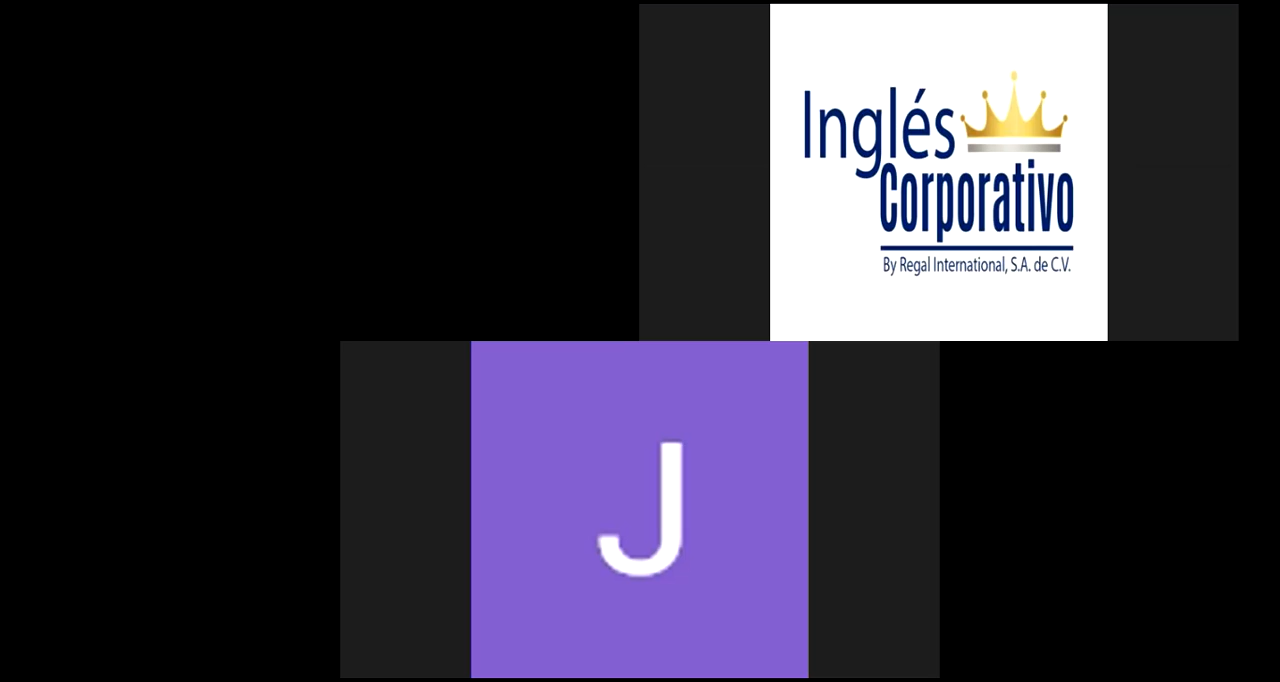 Inglés
Corporativo
By Regal International, S.A. de C.V.
J